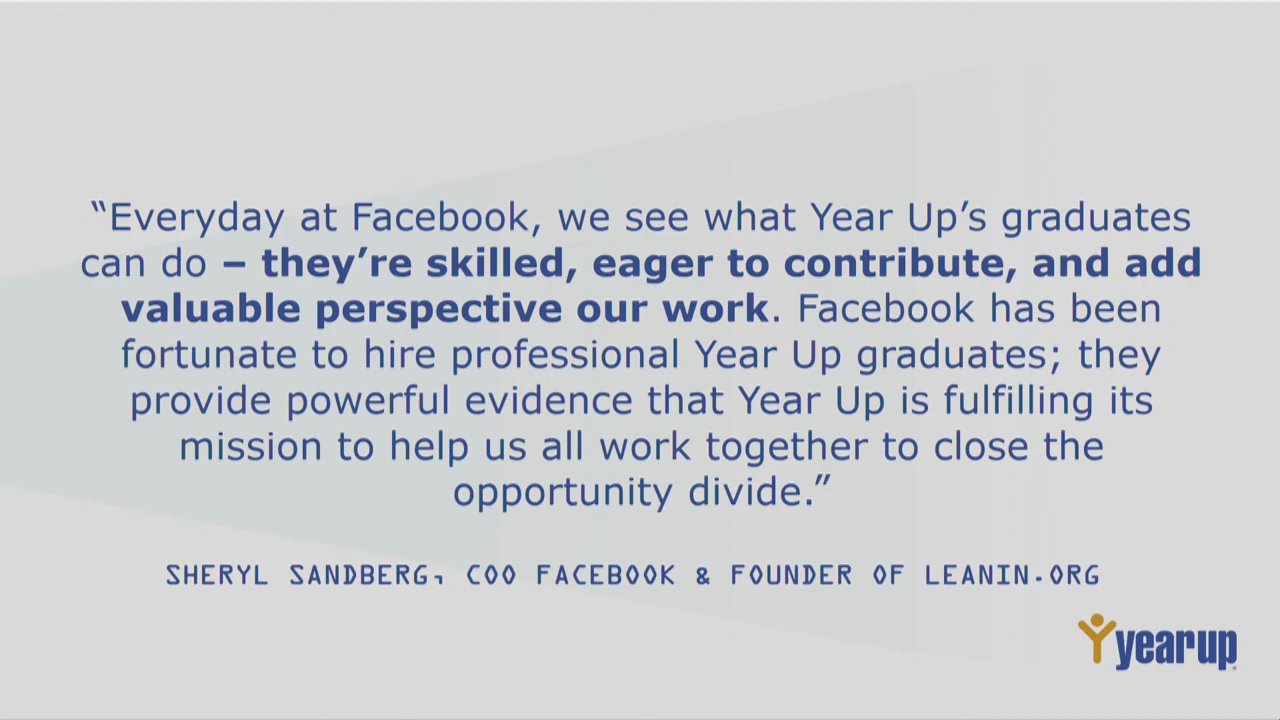 “Everyday at Facebook, we see what Year Up’s graduates
can do – they’re skilled, eager to contribute, and add
valuable perspective our work. Facebook has been
fortunate to hire professional Year Up graduates; they
provide powerful evidence that Year Up is fulfilling its
mission to help us all work together to close the
opportunity divide.”
SHERYL SANDBERG, COO FACEBOOK & FOUNDER OF LEANIN.ORG
year up